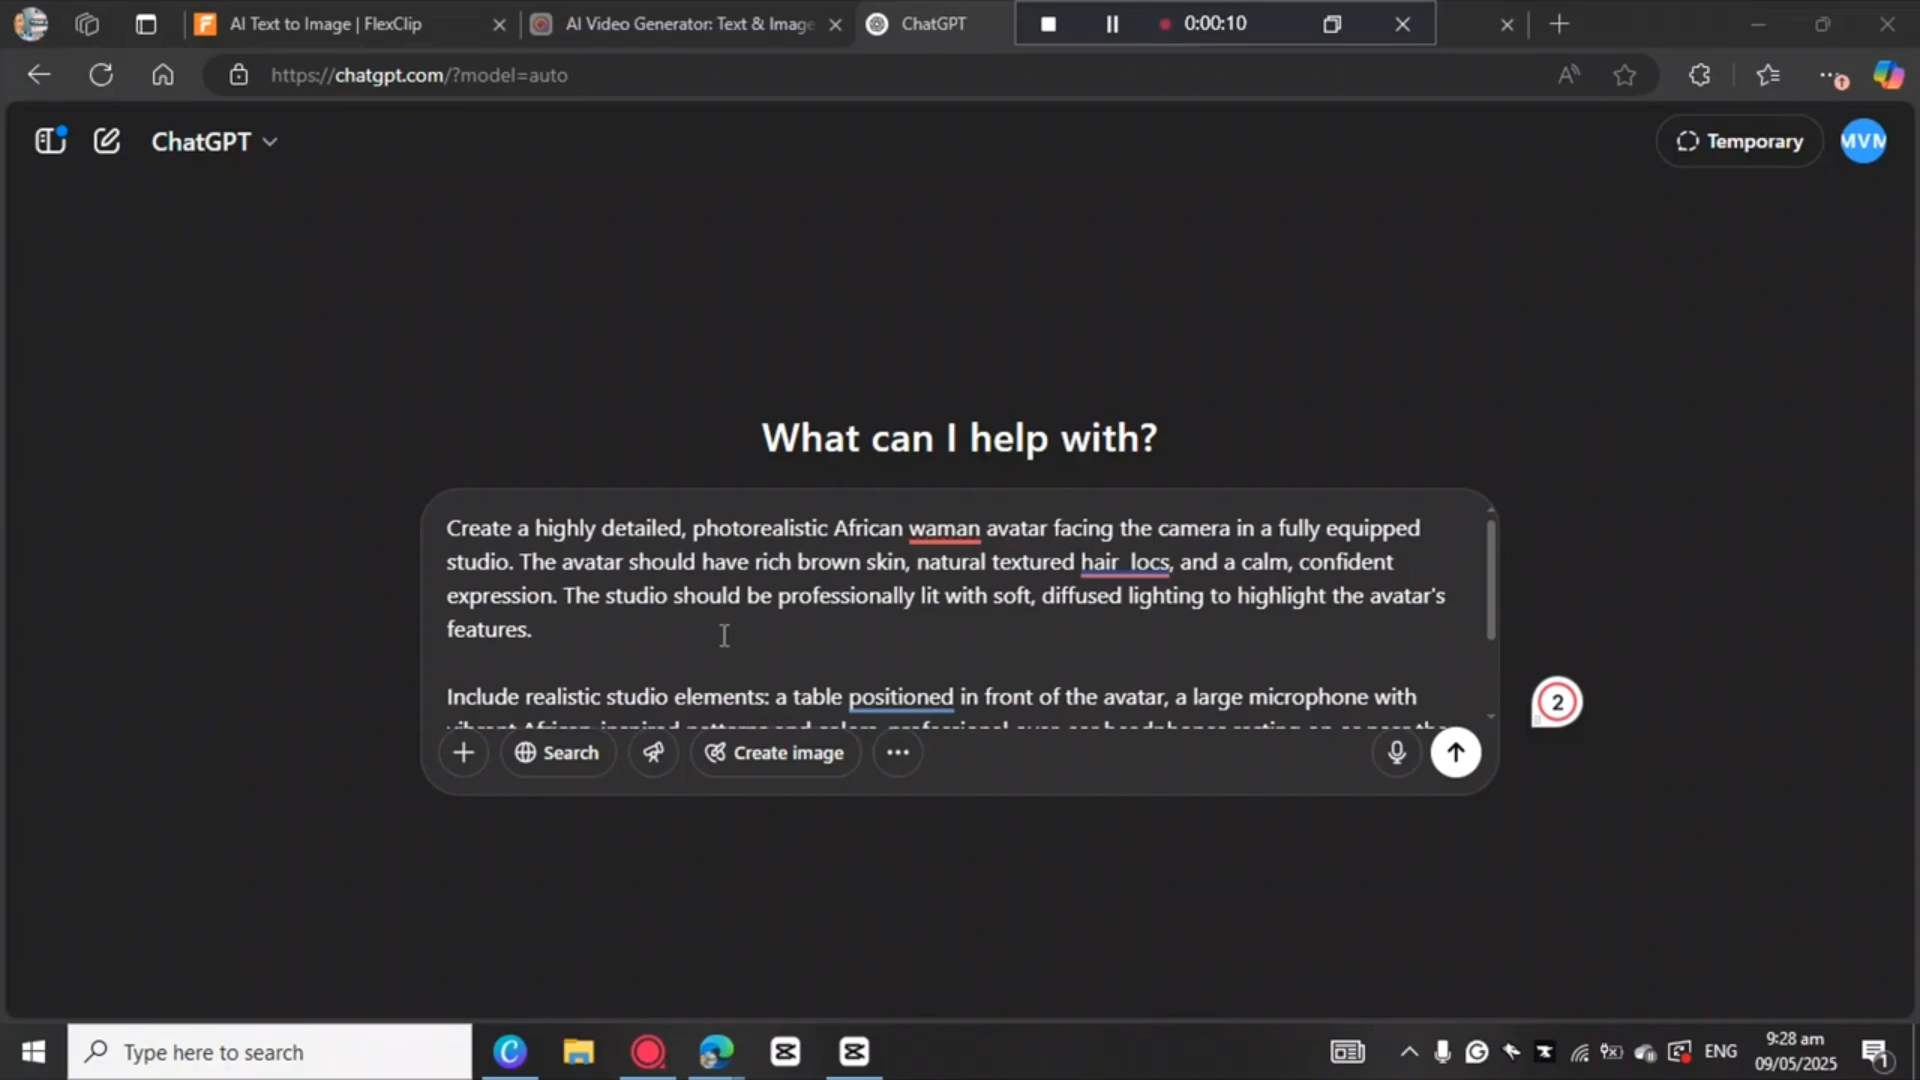 AI Text to Image | FlexClip
AI Video Generator: Text & Image
ChatGPT
0:00:10
https://chatgpt.com/?model=auto
ChatGPT
Temporary
MVM
What can I help with?
Create a highly detailed, photorealistic African waman avatar facing the camera in a fully equipped
studio. The avatar should have rich brown skin, natural textured hair  locs, and a calm, confident
expression. The studio should be professionally lit with soft, diffused lighting to highlight the avatar's
features.
Include realistic studio elements: a table positioned in front of the avatar, a large microphone with
2
Search
Create image
Type here to search
ENG
9:28 am
09/05/2025
1